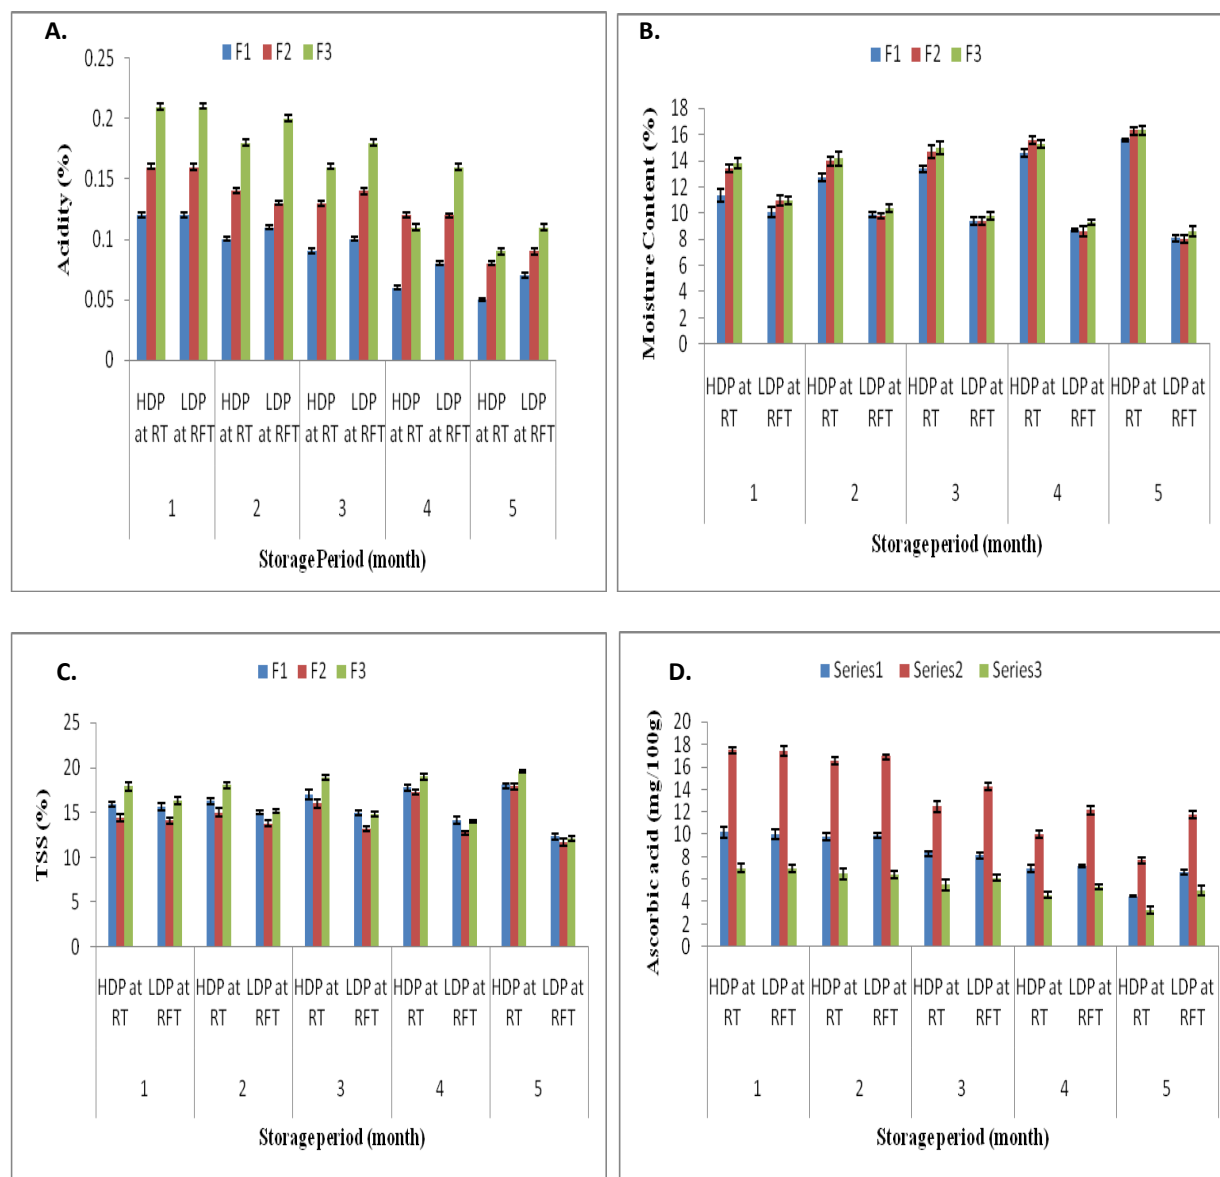 A.
F1 F2 F3
0.25
0.2
0.15
0.1
0.05
0
Acidity (%)
HDP LDP HDP LDP HDP LDP HDP LDP HDP LDP
at RT at RFT at RT at RFT at RT at RFT at RT at RFT at RT at RFT
1 2 3 4 5
Storage Period (month)
B.
F1 F2 F3
18
16
14
12
10
8
6
4
2
0
Moisture Content (%)
HDP at LDP at HDP at LDP at HDP at LDP at HDP at LDP at HDP at LDP at
RT RFT RT RFT RT RFT RT RFT RT RFT
1 2 3 4 5
Storage period (month)
C.
F1 F2 F3
25
20
15
10
5
0
TSS (%)
HDP at LDP at HDP at LDP at HDP at LDP at HDP at LDP at HDP at LDP at
RT RFT RT RFT RT RFT RT RFT RT RFT
1 2 3 4 5
Storage period (month)
D.
Series1 Series2 Series3
20
18
16
14
12
10
8
6
4
2
0
Ascorbic acid (mg/100g)
HDP at LDP at HDP at LDP at HDP at LDP at HDP at LDP at HDP at LDP at
RT RFT RT RFT RT RFT RT RFT RT RFT
1 2 3 4 5
Storage period (month)